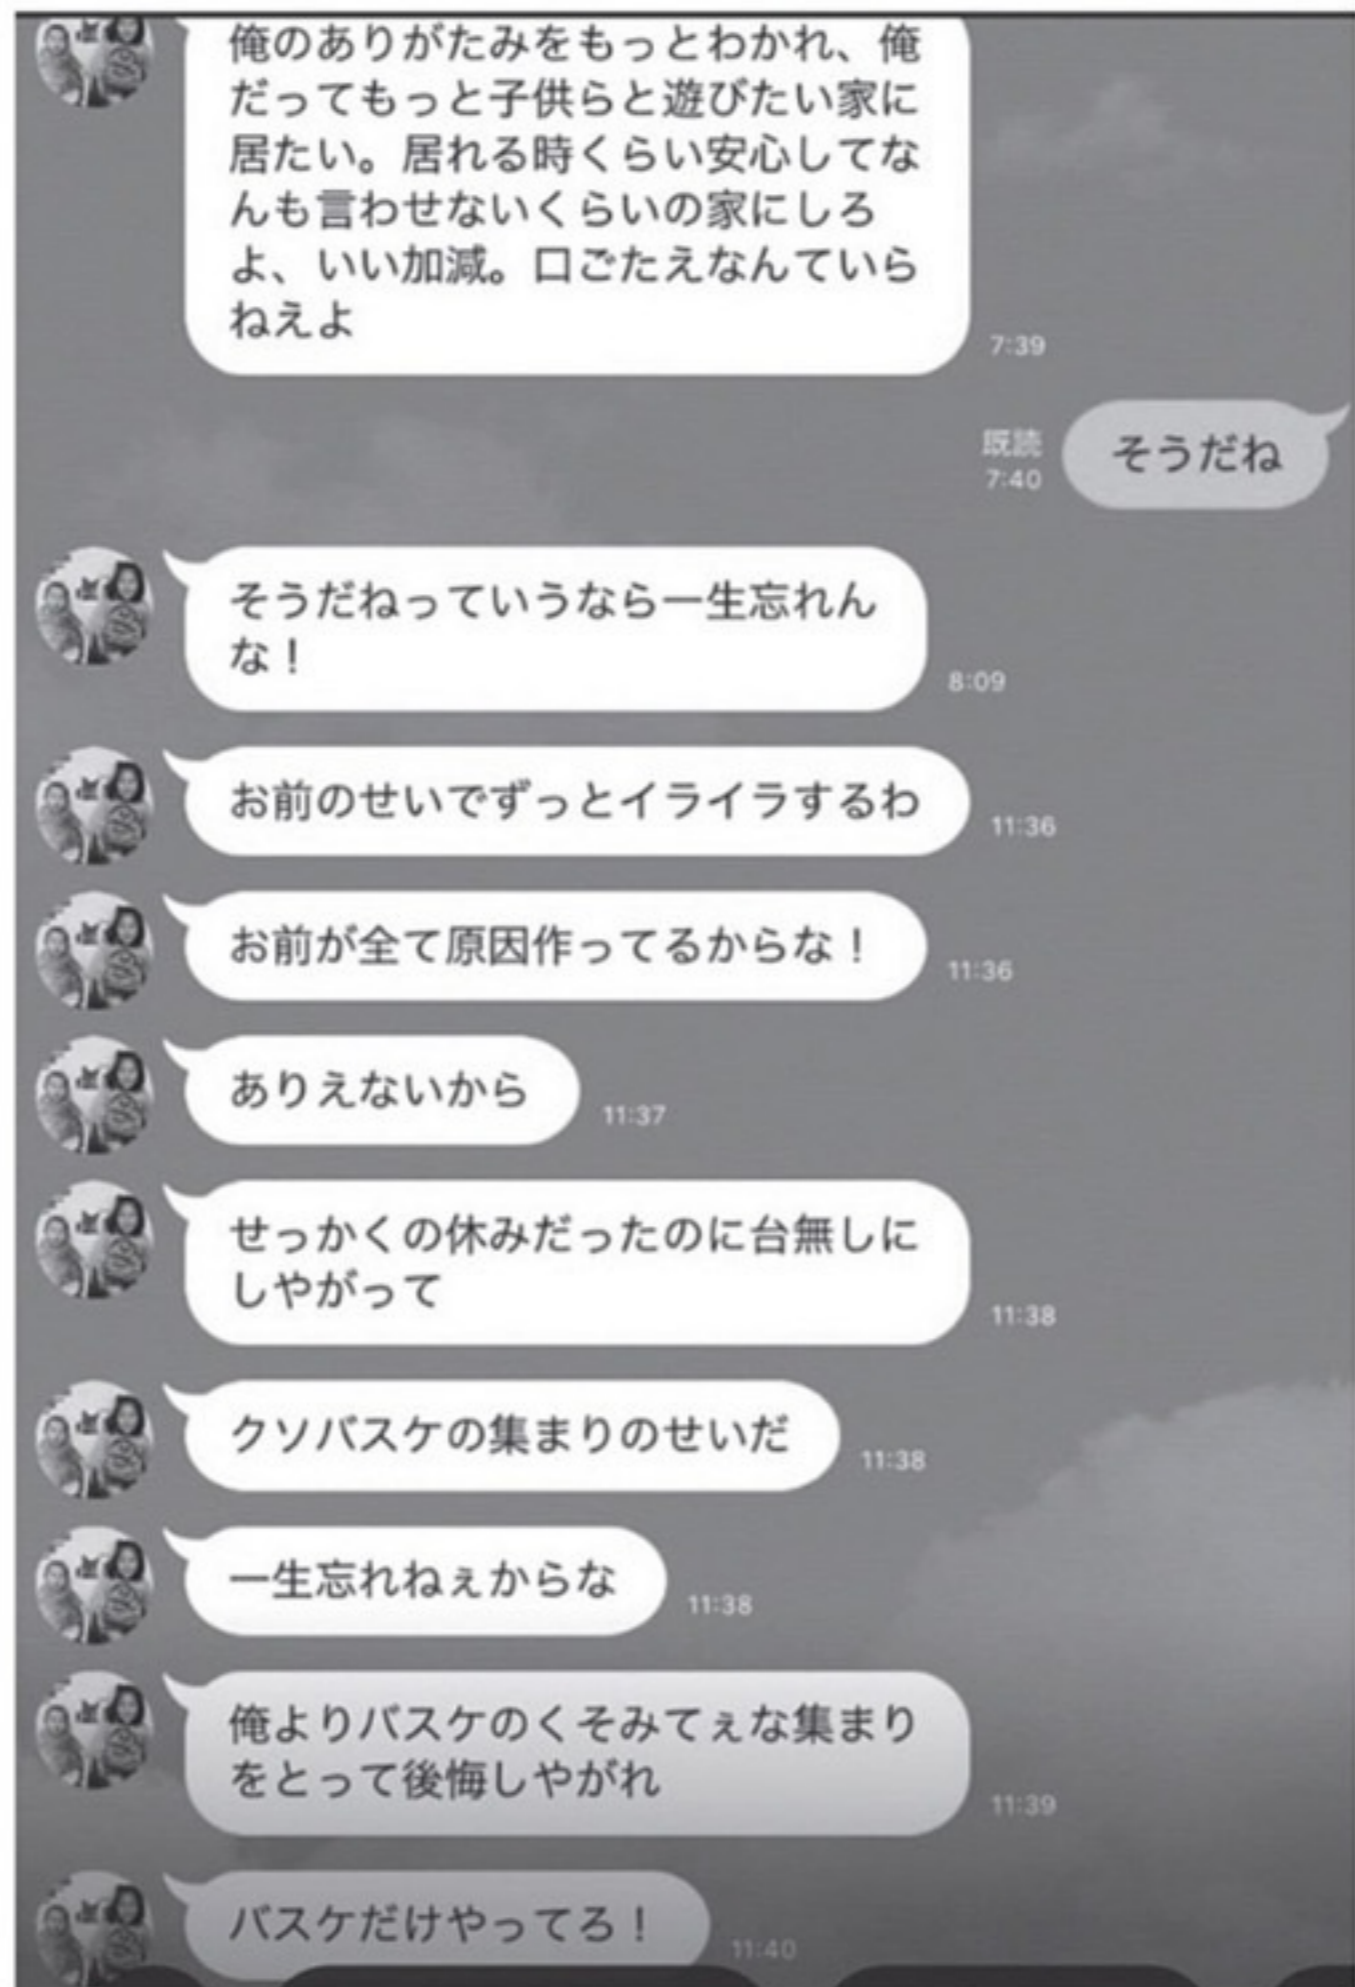 俺のありがたみをもっとわかれ、俺
だってもっと子供らと遊びたい家に
居たい。居れる時くらい安心してな
んも言わせないくらいの家にしろ
よ、いい加減。口ごたえなんていら
ねえよ
7:39
既読
7:40
そうだね
そうだねっていうなら一生忘れん
な！
8:09
お前のせいでずっとイライラするわ
11:36
お前が全て原因作ってるからな！
11:36
ありえないから
11:37
せっかくの休みだったのに台無しに
しやがって
11:38
クソバスケの集まりのせいだ
11:38
一生忘れねぇからな
11:38
俺よりバスケのくそみてぇな集まり
をとって後悔しやがれ
11:39
バスケだけやってろ！
11:40